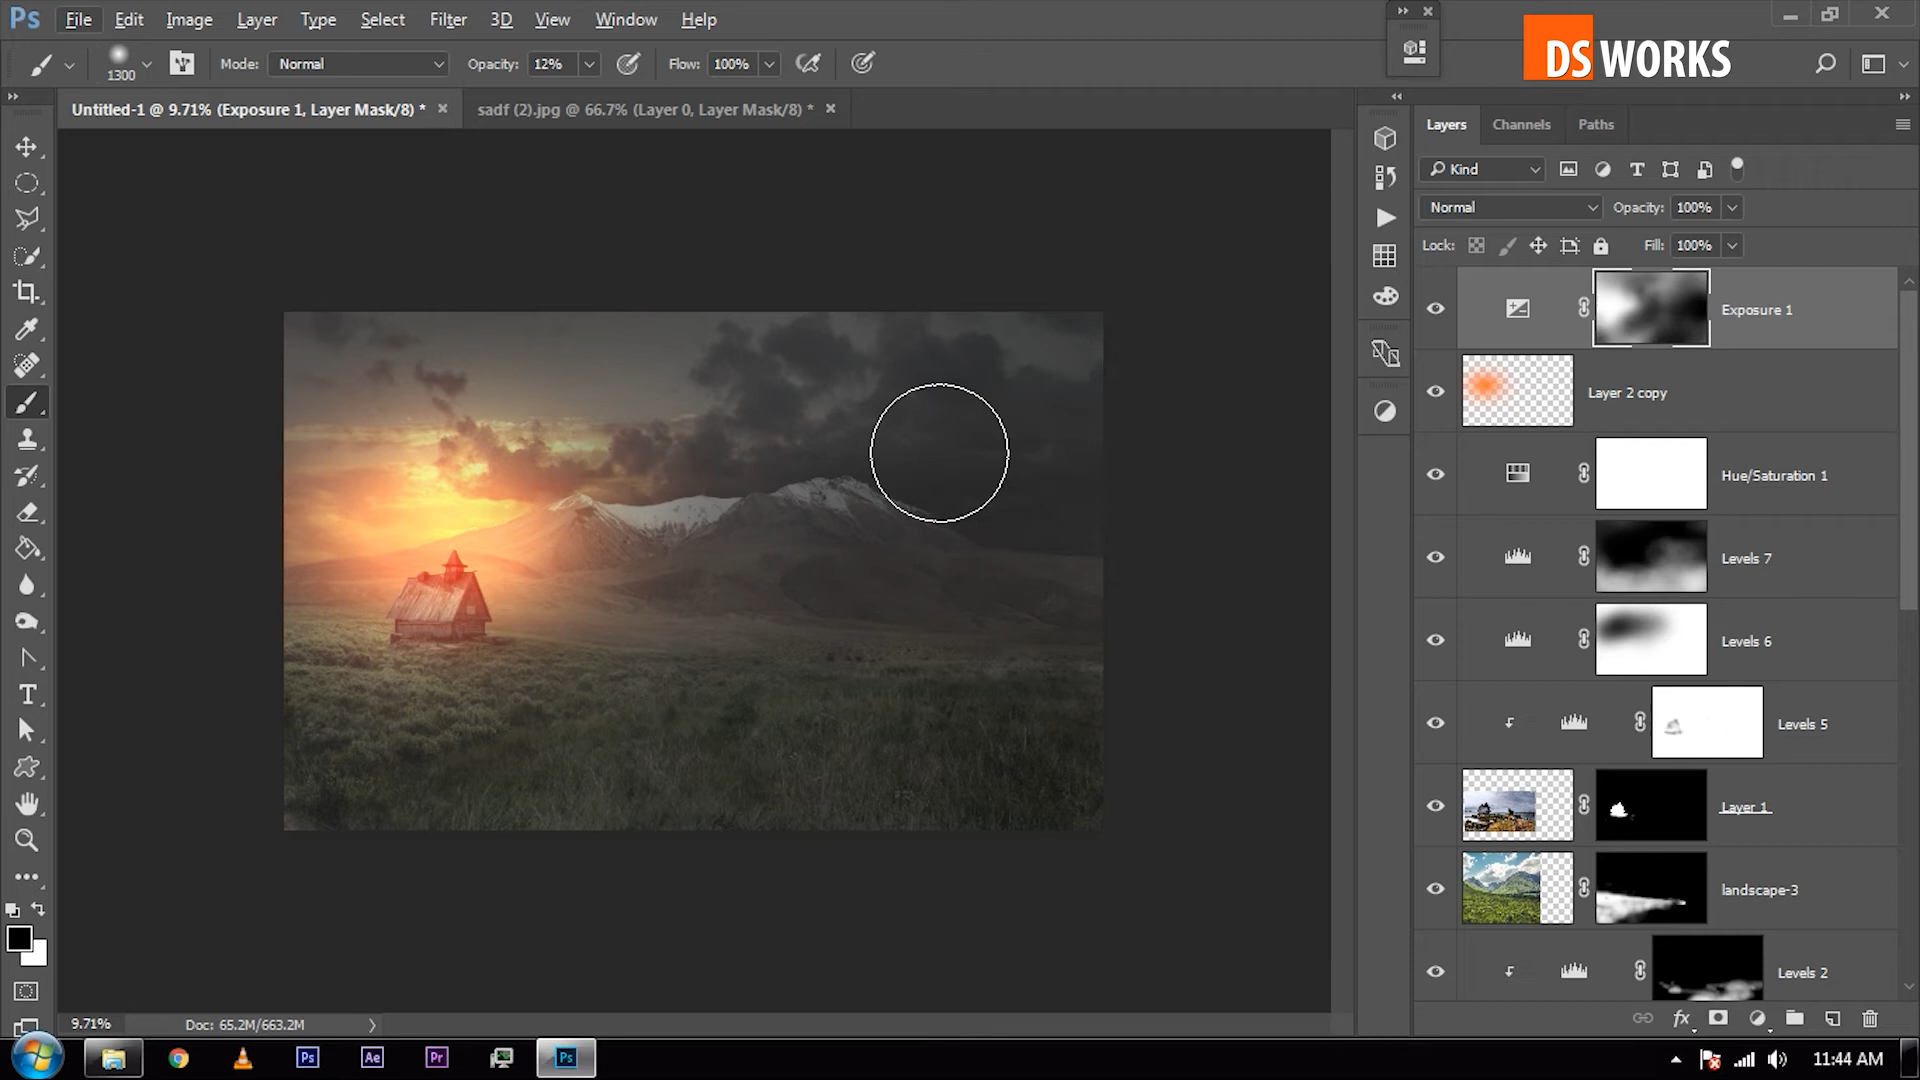 Ps File Edit Image Layer Type Select Filter 3D View Window Help
DS WORKS
1300 Mode: Normal Opacity: 12% Flow: 100%
Untitled-1 @ 9.71% (Exposure 1, Layer Mask/8) * sadf (2).jpg @ 66.7% (Layer 0, Layer Mask/8) *
Layers Channels Paths
Kind
Normal Opacity: 100%
Lock: Fill: 100%
Exposure 1
Layer 2 copy
Hue/Saturation 1
Levels 7
Levels 6
Levels 5
Layer 1
landscape-3
Levels 2
fx
9.71% Doc: 65.2M/663.2M
Ps Ae Pr Ps 11:44 AM